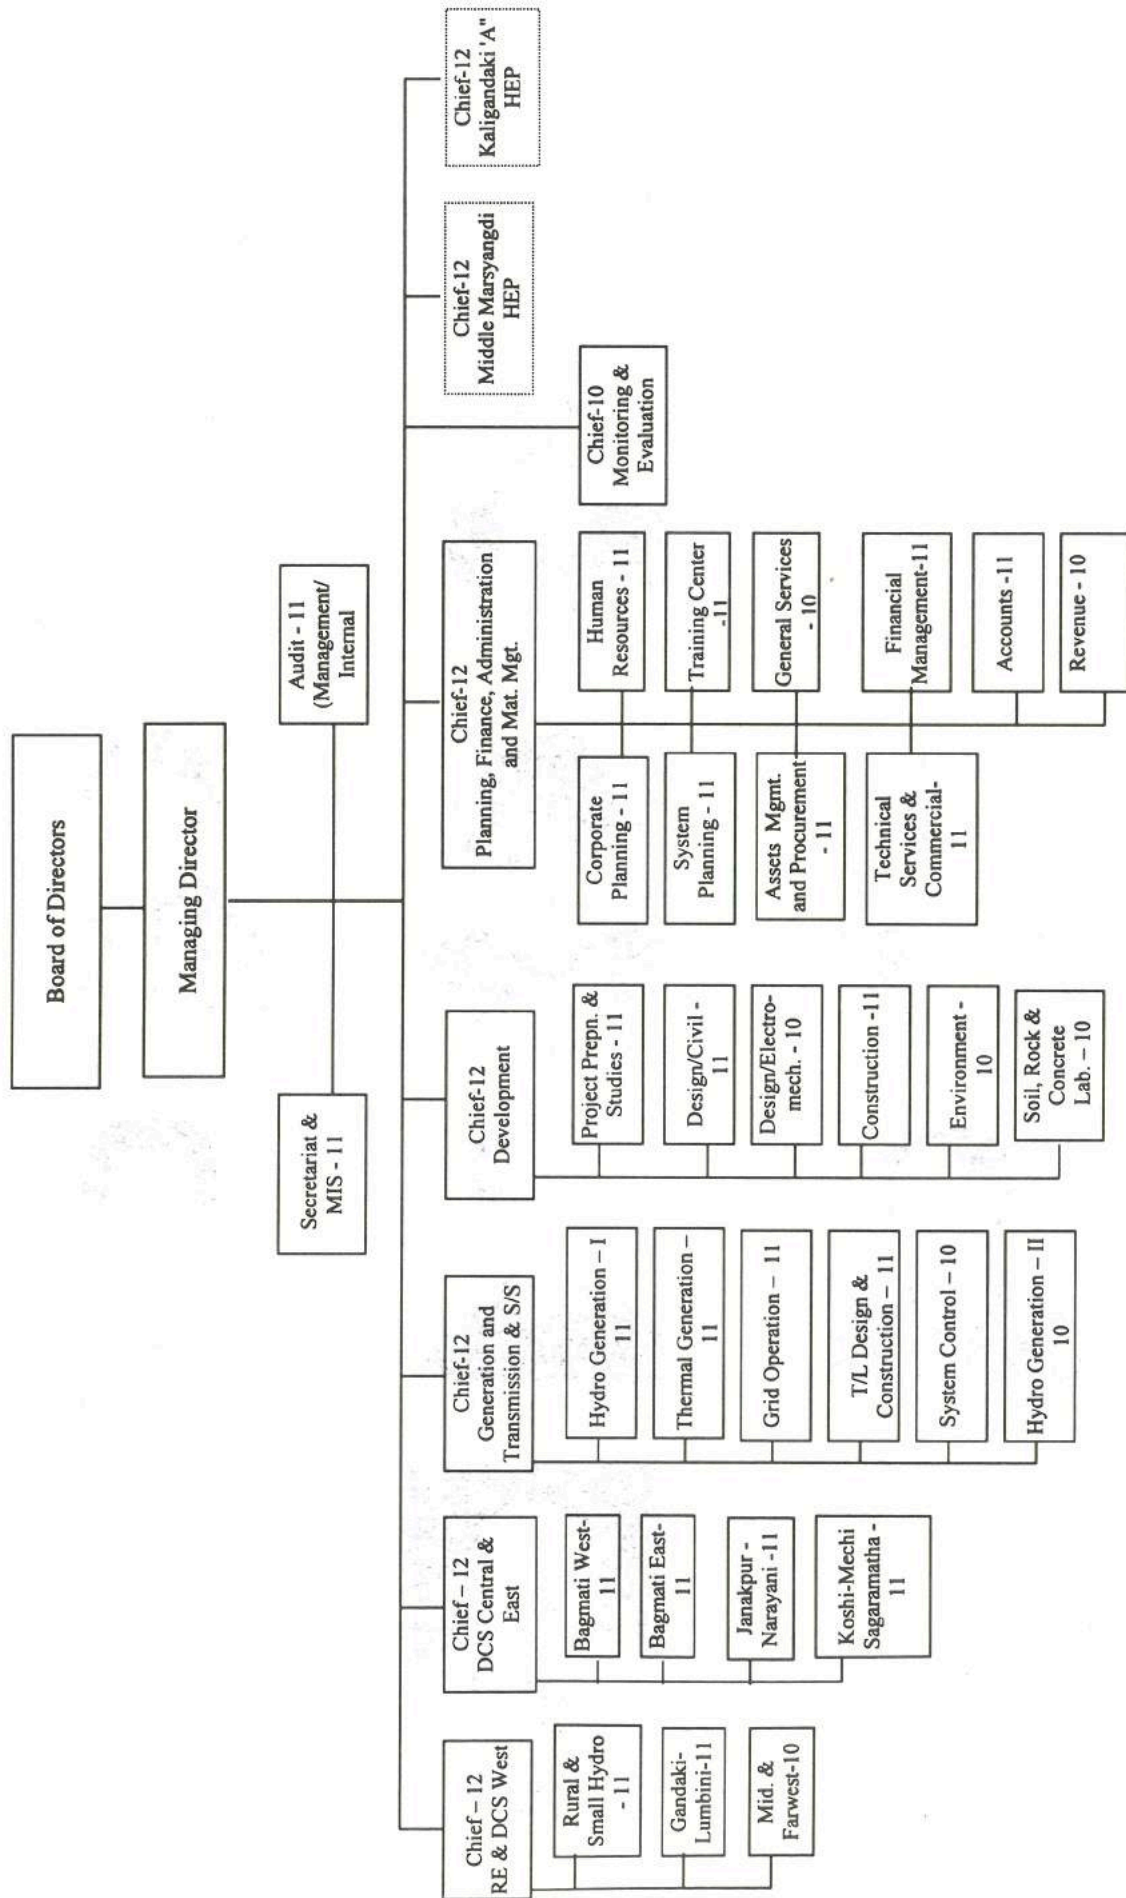 Board of Directors
Managing Director
Secretariat &
MIS - 11
Audit - 11
(Management/
Internal
Chief – 12
RE & DCS West
Rural &
Small Hydro
- 11
Gandaki-
Lumbini-11
Mid. &
Farwest-10
Chief – 12
DCS Central &
East
Bagmati West-
11
Bagmati East-
11
Janakpur -
Narayani -11
Koshi-Mechi
Sagaramatha -
11
Chief-12
Generation and
Transmission & S/S
Hydro Generation – I
11
Thermal Generation –
11
Grid Operation – 11
T/L Design &
Construction – 11
System Control – 10
Hydro Generation – II
10
Chief-12
Development
Project Prepn. &
Studies - 11
Design/Civil -
11
Design/Electro-
mech. - 10
Construction -11
Environment -
10
Soil, Rock &
Concrete
Lab. – 10
Chief-12
Planning, Finance, Administration
and Mat. Mgt.
Corporate
Planning - 11
System
Planning - 11
Assets Mgmt.
and Procurement
- 11
Technical
Services &
Commercial-
11
Human
Resources - 11
Training Center
-11
General Services
- 10
Financial
Management-11
Accounts -11
Revenue - 10
Chief-10
Monitoring &
Evaluation
Chief-12
Middle Marsyangdi
HEP
Chief-12
Kaligandaki 'A"
HEP